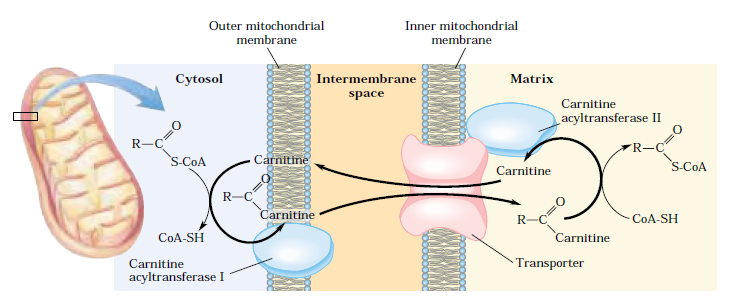 Outer mitochondrial
membrane
Inner mitochondrial
membrane
Cytosol
Intermembrane
space
Matrix
O
R–C
S-CoA
Carnitine
O
R–C
Carnitine
CoA-SH
Carnitine
acyltransferase I
Carnitine
acyltransferase II
Carnitine
O
R–C
S-CoA
O
R–C
Carnitine
CoA-SH
Transporter